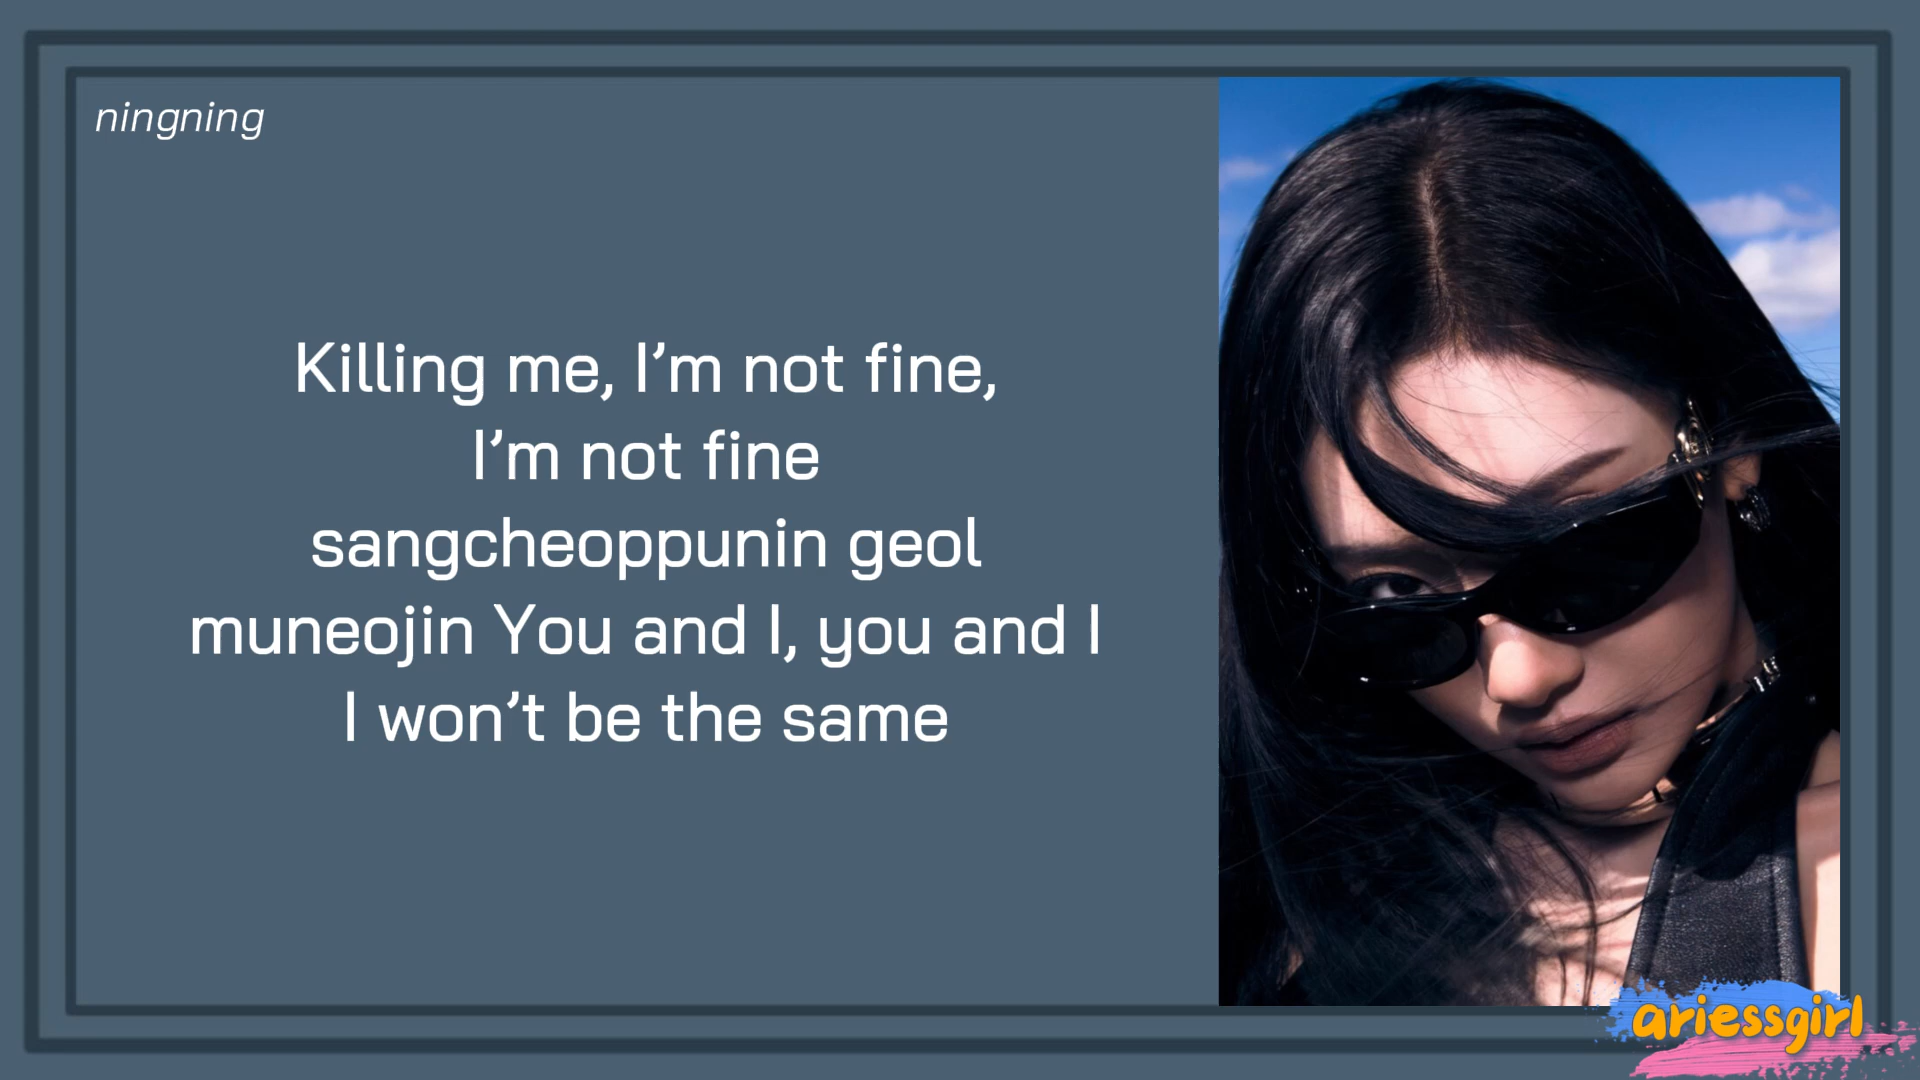 ningning
Killing me, I’m not fine,
I’m not fine
sangcheoppunin geol
muneojin You and I, you and I
I won’t be the same
ariessgirl